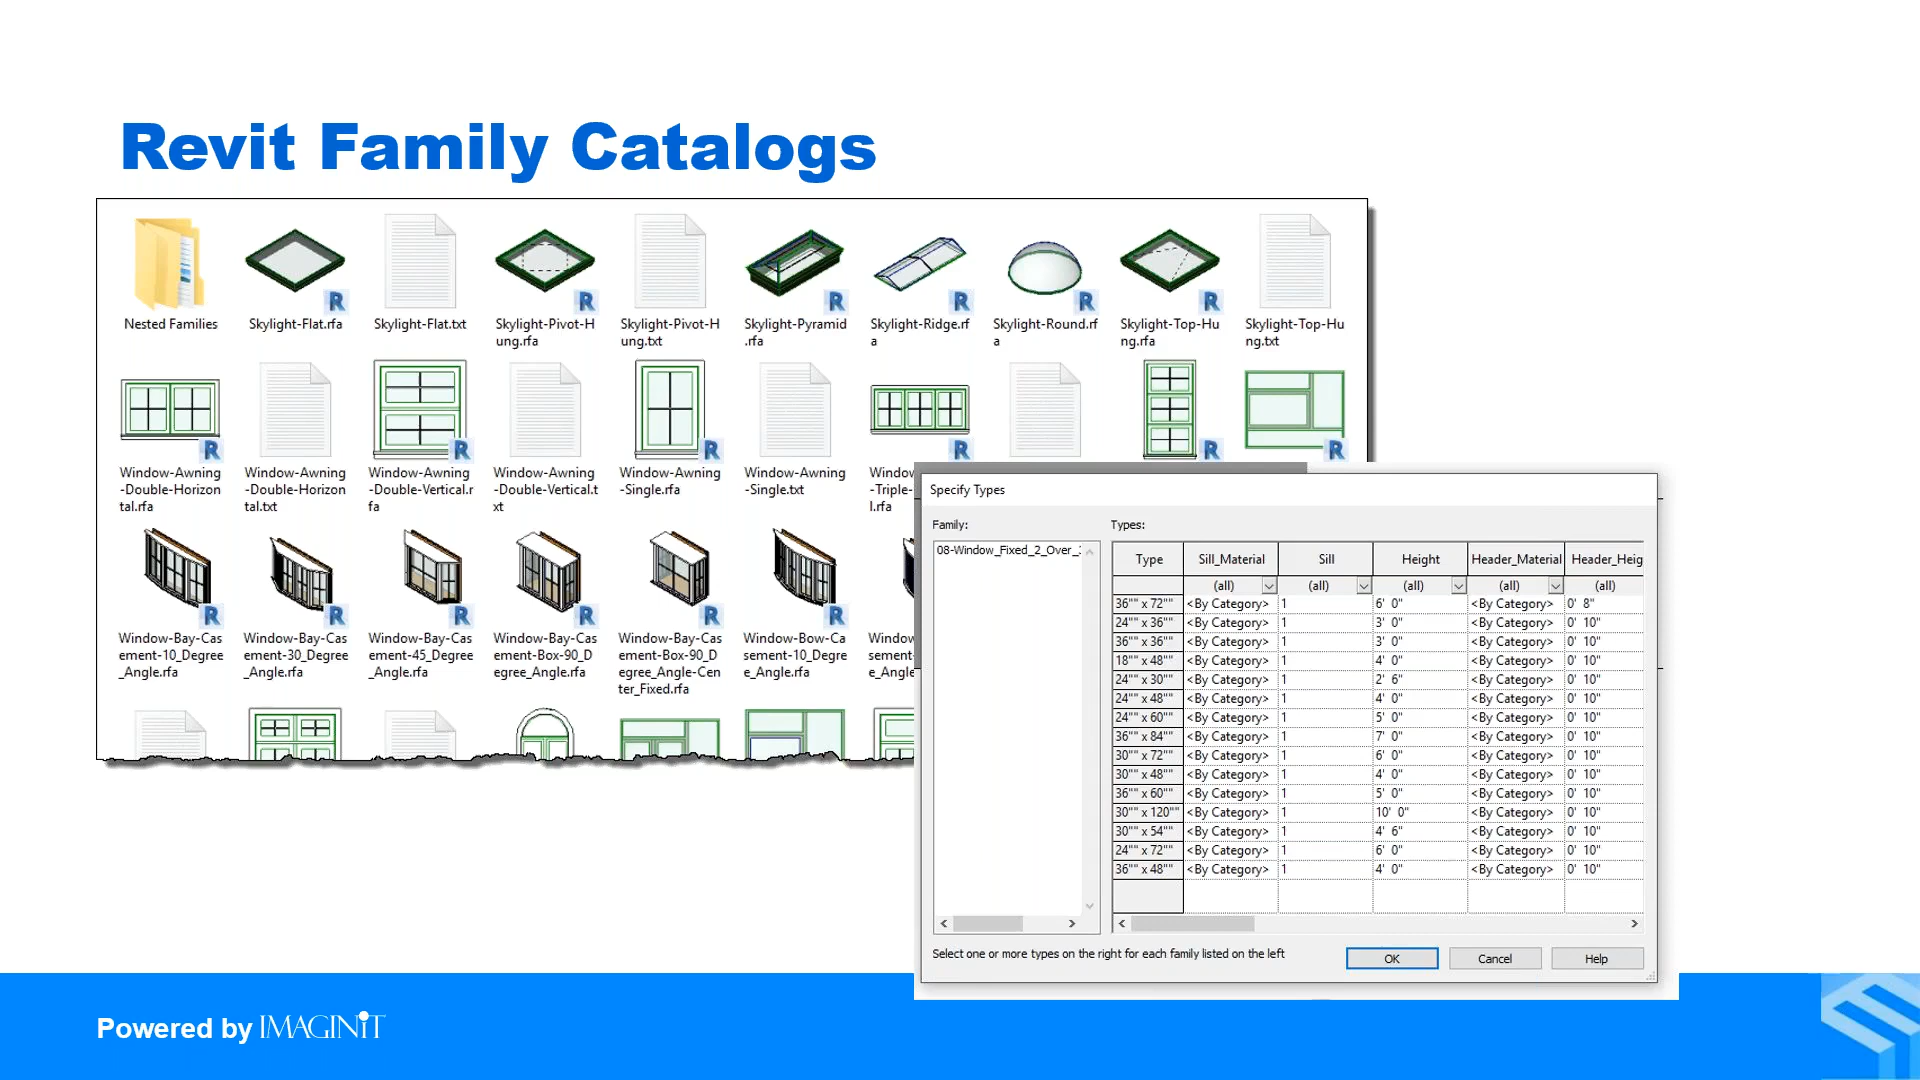 Revit Family Catalogs
Nested Families
Skylight-Flat.rfa
Skylight-Flat.txt
Skylight-Pivot-H
ung.rfa
Skylight-Pivot-H
ung.txt
Skylight-Pyramid
.rfa
Skylight-Ridge.rf
a
Skylight-Round.rf
a
Skylight-Top-Hu
ng.rfa
Skylight-Top-Hu
ng.txt
Window-Awning
-Double-Horizon
tal.rfa
Window-Awning
-Double-Horizon
tal.txt
Window-Awning
-Double-Vertical.r
fa
Window-Awning
-Double-Vertical.t
xt
Window-Awning
-Single.rfa
Window-Awning
-Single.txt
Windov
-Triple-
l.rfa
Window-Bay-Cas
ement-10_Degree
_Angle.rfa
Window-Bay-Cas
ement-30_Degree
_Angle.rfa
Window-Bay-Cas
ement-45_Degree
_Angle.rfa
Window-Bay-Cas
ement-Box-90_D
egree_Angle.rfa
Window-Bay-Cas
ement-Box-90_D
egree_Angle-Cen
ter_Fixed.rfa
Window-Bow-Ca
sement-10_Degre
e_Angle.rfa
Windov
sement-
e_Angle
Specify Types
Family:
08-Window_Fixed_2_Over_
Types:
Type Sill_Material Sill Height Header_Material Header_Heig
(all) (all) (all) (all) (all)
36"" x 72"" <By Category> 1 6' 0" <By Category> 0' 8"
24"" x 36"" <By Category> 1 3' 0" <By Category> 0' 10"
36"" x 36"" <By Category> 1 3' 0" <By Category> 0' 10"
18"" x 48"" <By Category> 1 4' 0" <By Category> 0' 10"
24"" x 30"" <By Category> 1 2' 6" <By Category> 0' 10"
24"" x 48"" <By Category> 1 4' 0" <By Category> 0' 10"
24"" x 60"" <By Category> 1 5' 0" <By Category> 0' 10"
36"" x 84"" <By Category> 1 7' 0" <By Category> 0' 10"
30"" x 72"" <By Category> 1 6' 0" <By Category> 0' 10"
30"" x 48"" <By Category> 1 4' 0" <By Category> 0' 10"
36"" x 60"" <By Category> 1 5' 0" <By Category> 0' 10"
30"" x 120"" <By Category> 1 10' 0" <By Category> 0' 10"
30"" x 54"" <By Category> 1 4' 6" <By Category> 0' 10"
24"" x 72"" <By Category> 1 6' 0" <By Category> 0' 10"
36"" x 48"" <By Category> 1 4' 0" <By Category> 0' 10"
Select one or more types on the right for each family listed on the left
OK
Cancel
Help
Powered by IMAGINiT